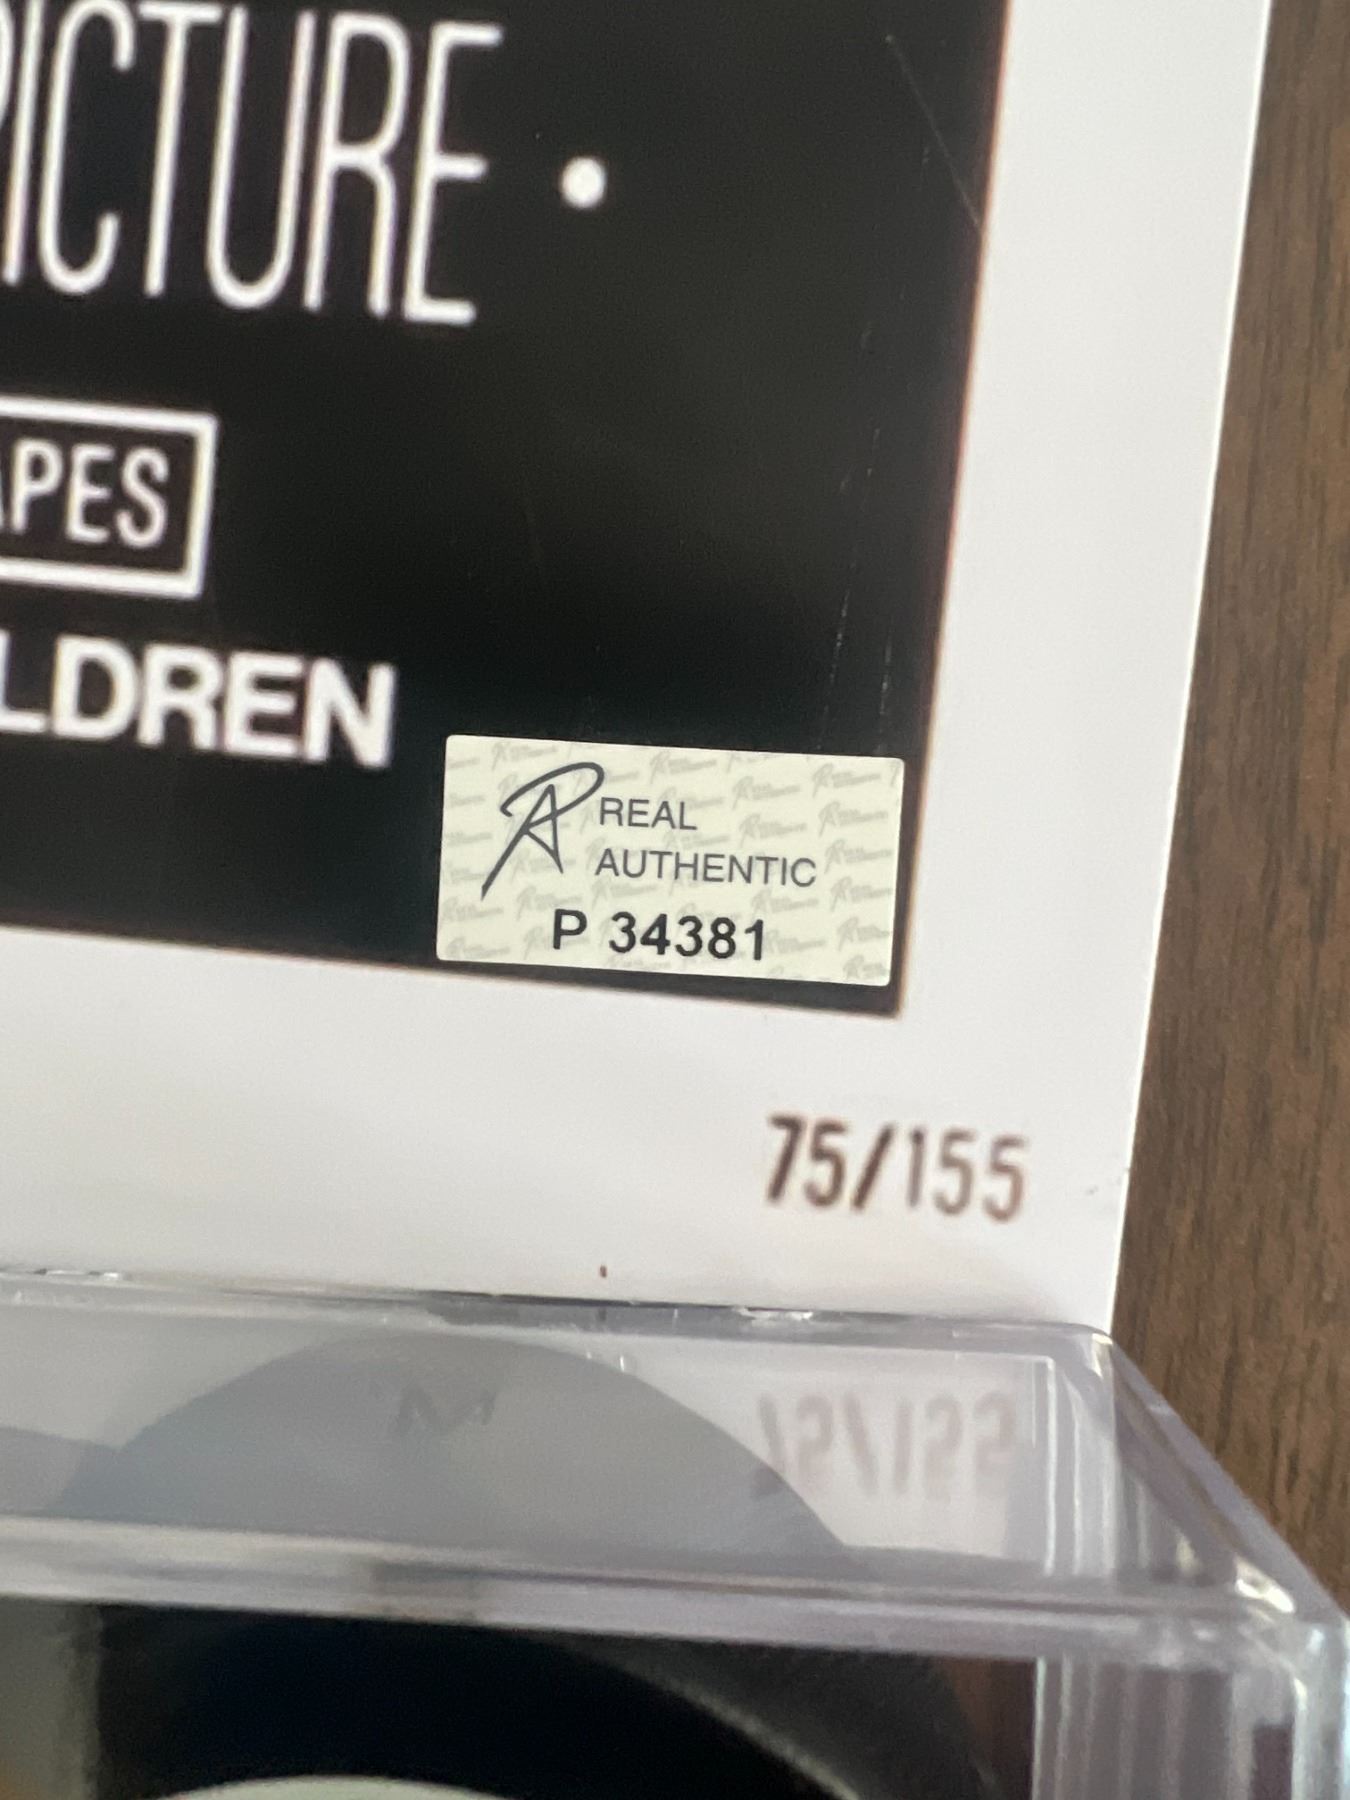 PICTURE •
APES
LDREN
REAL
AUTHENTIC
P 34381
75/155